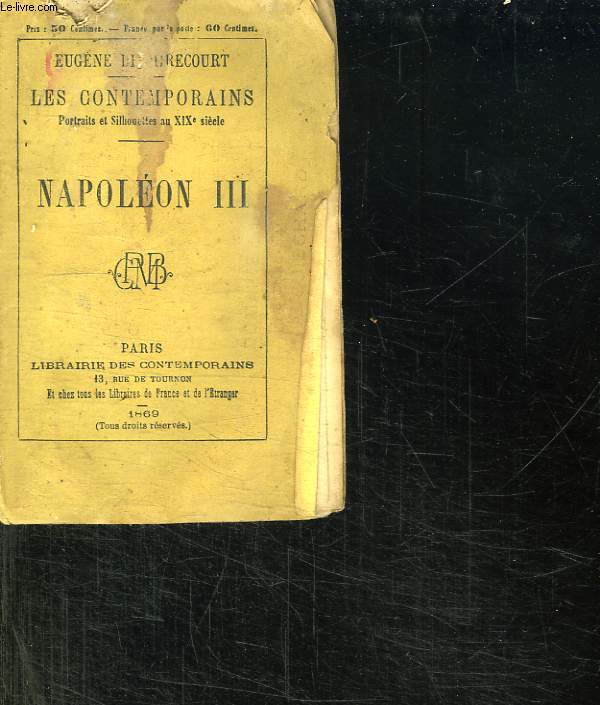 Le-livre.com
Prix : 50 Centimes. — Franco par la poste : 60 Centimes.
EUGÈNE DE MIRECOURT
LES CONTEMPORAINS
Portraits et Silhouettes au XIXe siècle
NAPOLÉON III
PARIS
LIBRAIRIE DES CONTEMPORAINS
13, RUE DE TOURNON
Et chez tous les Libraires de France et de l'Étranger
1869
(Tous droits réservés.)